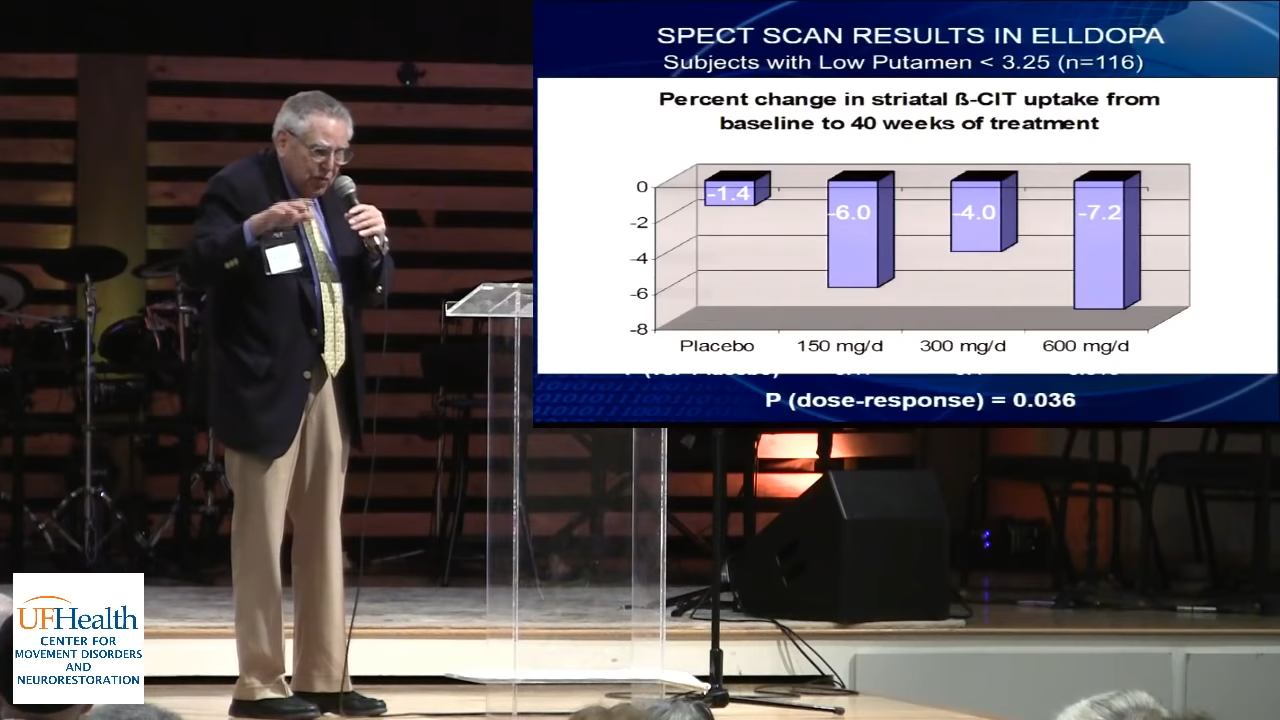 SPECT SCAN RESULTS IN ELLDOPA
Subjects with Low Putamen < 3.25 (n=116)
Percent change in striatal ß-CIT uptake from
baseline to 40 weeks of treatment
0
-2
-4
-6
-8
-1.4
-6.0
-4.0
-7.2
Placebo 150 mg/d 300 mg/d 600 mg/d
P (dose-response) = 0.036
UFHealth
CENTER FOR
MOVEMENT DISORDERS
AND
NEURORESTORATION